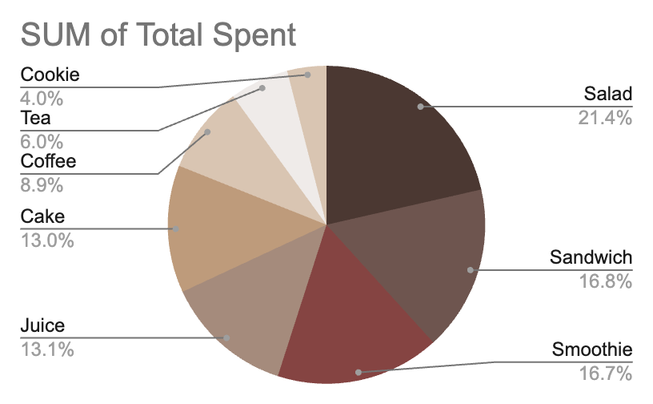 SUM of Total Spent
Cookie
4.0%
Tea
6.0%
Coffee
8.9%
Cake
13.0%
Juice
13.1%
Salad
21.4%
Sandwich
16.8%
Smoothie
16.7%